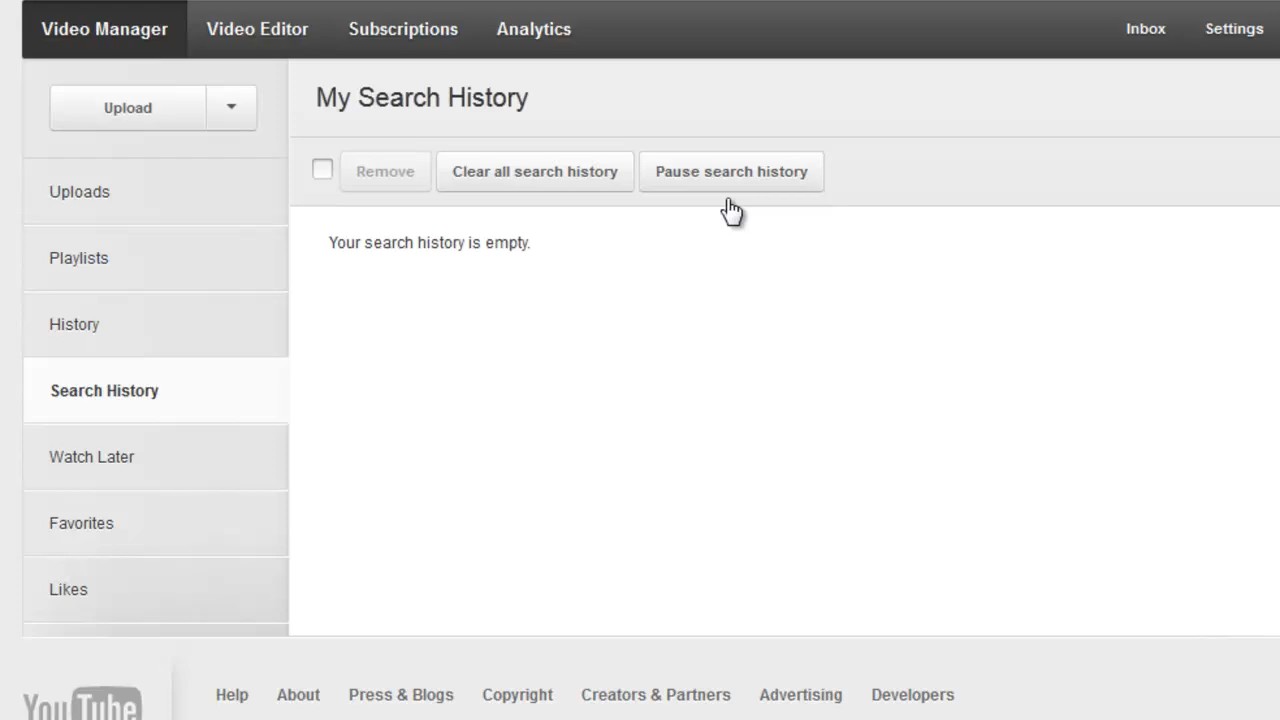 Video Manager Video Editor Subscriptions Analytics Inbox Settings
Upload
My Search History
Remove Clear all search history Pause search history
Uploads
Your search history is empty.
Playlists
History
Search History
Watch Later
Favorites
Likes
YouTube
Help About Press & Blogs Copyright Creators & Partners Advertising Developers